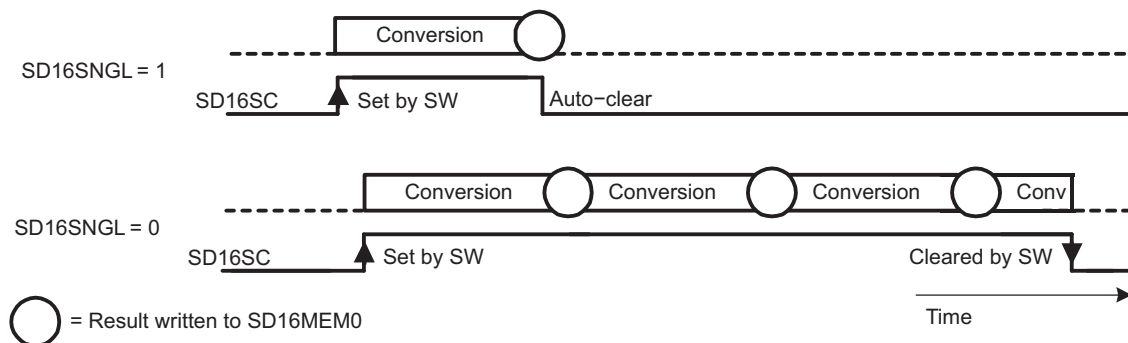 Conversion
SD16SNGL = 1
SD16SC
Set by SW
Auto−clear
Conversion
Conversion
Conversion
Conv
SD16SNGL = 0
SD16SC
Set by SW
Cleared by SW
= Result written to SD16MEM0
Time